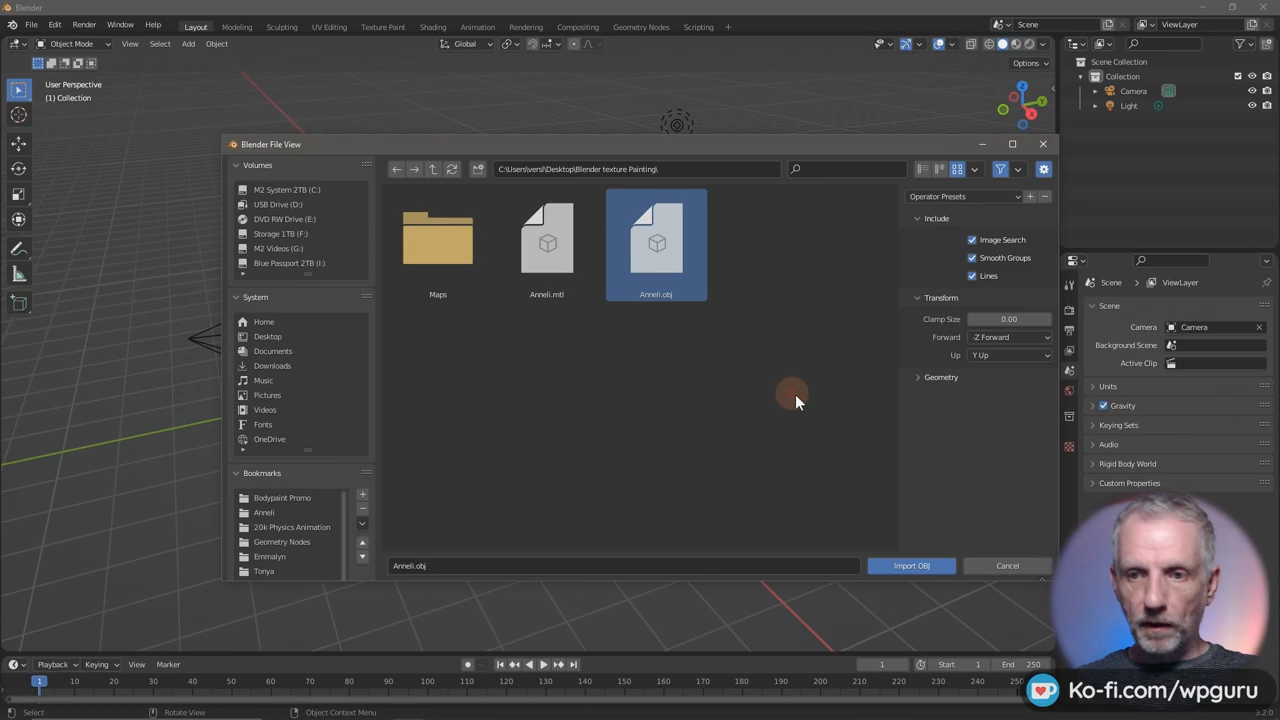 Blender
File Edit Render Window Help
Layout Modeling Sculpting UV Editing Texture Paint Shading Animation Rendering Compositing Geometry Nodes Scripting +
Scene
ViewLayer
Object Mode View Select Add Object
Global
Options
User Perspective
(1) Collection
Z
Y
X
Scene Collection
Collection
Camera
Light
Blender File View
Volumes
M2 System 2TB (C:)
USB Drive (D:)
DVD RW Drive (E:)
Storage 1TB (F:)
M2 Videos (G:)
Blue Passport 2TB (I:)
System
Home
Desktop
Documents
Downloads
Music
Pictures
Videos
Fonts
OneDrive
Bookmarks
Bodypaint Promo
Anneli
20k Physics Animation
Geometry Nodes
Emmalyn
Tonya
C:\Users\versi\Desktop\Blender texture Painting\
Maps
Anneli.mtl
Anneli.obj
Operator Presets
Include
Image Search
Smooth Groups
Lines
Transform
Clamp Size 0.00
Forward -Z Forward
Up Y Up
Geometry
Anneli.obj
Import OBJ
Cancel
Scene ViewLayer
Scene
Camera Camera
Background Scene
Active Clip
Units
Gravity
Keying Sets
Audio
Rigid Body World
Custom Properties
Playback Keying View Marker
1 Start 1 End 250
1 10 20 30 40 50 60 70 80 90 100 110 120 130 140 150 160 170 180 190 200 210 220 230 240 250
Ko-fi.com/wpguru
Select Rotate View Object Context Menu
3.2.0